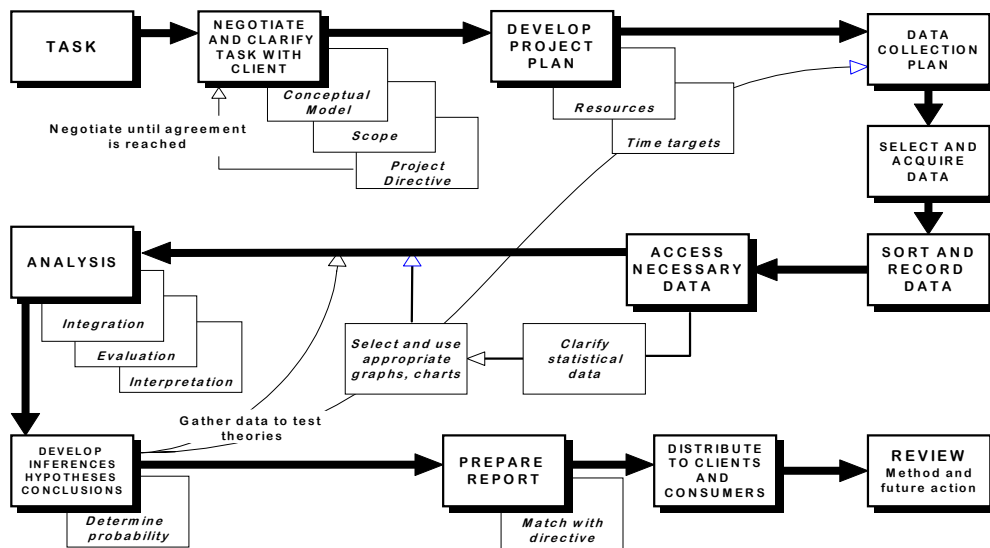 TASK
NEGOTIATE
AND CLARIFY
TASK WITH
CLIENT
Conceptual
Model
Scope
Project
Directive
Negotiate until agreement
is reached
DEVELOP
PROJECT
PLAN
Resources
Time targets
DATA
COLLECTION
PLAN
SELECT AND
ACQUIRE
DATA
SORT AND
RECORD
DATA
ACCESS
NECESSARY
DATA
Clarify
statistical
data
Select and use
appropriate
graphs, charts
ANALYSIS
Integration
Evaluation
Interpretation
Gather data to test
theories
DEVELOP
INFERENCES
HYPOTHESES
CONCLUSIONS
Determine
probability
PREPARE
REPORT
Match with
directive
DISTRIBUTE
TO CLIENTS
AND
CONSUMERS
REVIEW
Method and
future action